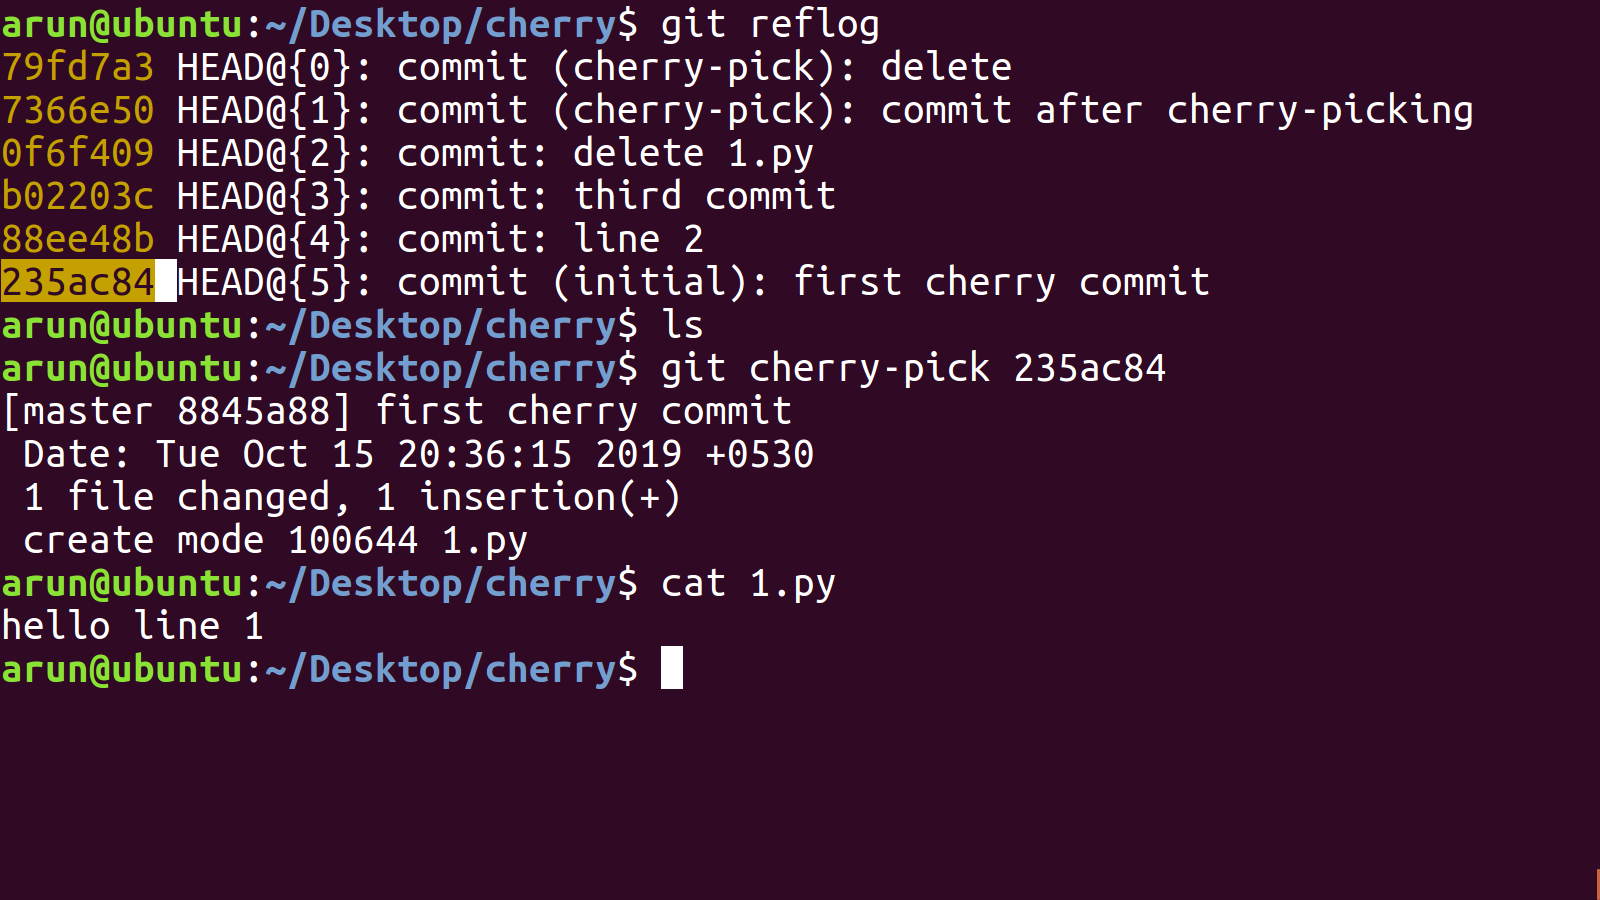 arun@ubuntu:~/Desktop/cherry$ git reflog
79fd7a3 HEAD@{0}: commit (cherry-pick): delete
7366e50 HEAD@{1}: commit (cherry-pick): commit after cherry-picking
0f6f409 HEAD@{2}: commit: delete 1.py
b02203c HEAD@{3}: commit: third commit
88ee48b HEAD@{4}: commit: line 2
235ac84 HEAD@{5}: commit (initial): first cherry commit
arun@ubuntu:~/Desktop/cherry$ ls
arun@ubuntu:~/Desktop/cherry$ git cherry-pick 235ac84
[master 8845a88] first cherry commit
 Date: Tue Oct 15 20:36:15 2019 +0530
 1 file changed, 1 insertion(+)
 create mode 100644 1.py
arun@ubuntu:~/Desktop/cherry$ cat 1.py
hello line 1
arun@ubuntu:~/Desktop/cherry$